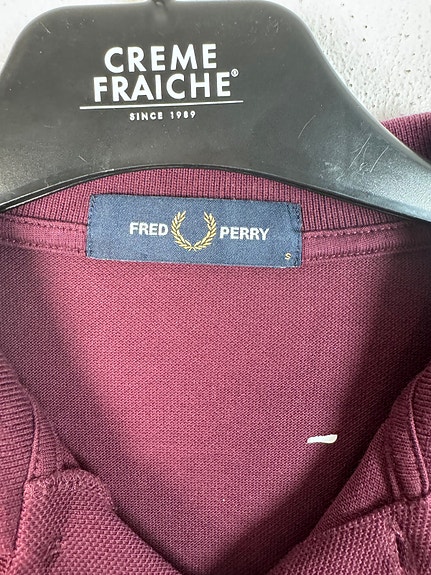 CREME
FRAICHE®
SINCE 1989
FRED PERRY
S